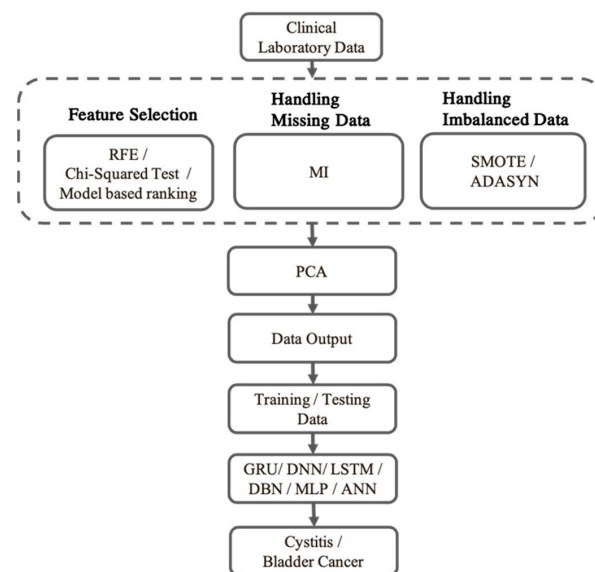 Clinical
Laboratory Data
Feature Selection
RFE /
Chi-Squared Test /
Model based ranking
Handling
Missing Data
MI
Handling
Imbalanced Data
SMOTE /
ADASYN
PCA
Data Output
Training / Testing
Data
GRU/ DNN/ LSTM /
DBN / MLP / ANN
Cystitis /
Bladder Cancer